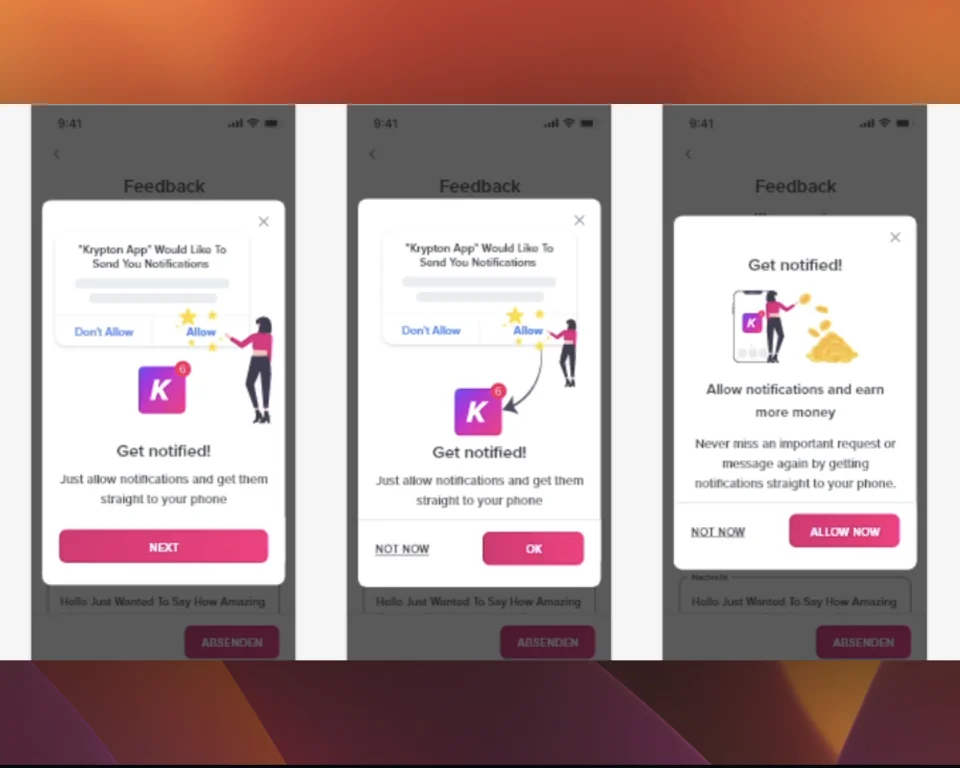 9:41
Feedback
"Krypton App" Would Like To
Send You Notifications
Don't Allow
Allow
K
6
Get notified!
Just allow notifications and get them
straight to your phone
NEXT
Hello Just Wanted To Say How Amazing
ABSENDEN
9:41
Feedback
"Krypton App" Would Like To
Send You Notifications
Don't Allow
Allow
K
6
Get notified!
Just allow notifications and get them
straight to your phone
NOT NOW
OK
Hello Just Wanted To Say How Amazing
ABSENDEN
9:41
Feedback
Get notified!
K
Allow notifications and earn
more money
Never miss an important request or
message again by getting
notifications straight to your phone.
NOT NOW
ALLOW NOW
Nachricht
Hello Just Wanted To Say How Amazing
ABSENDEN